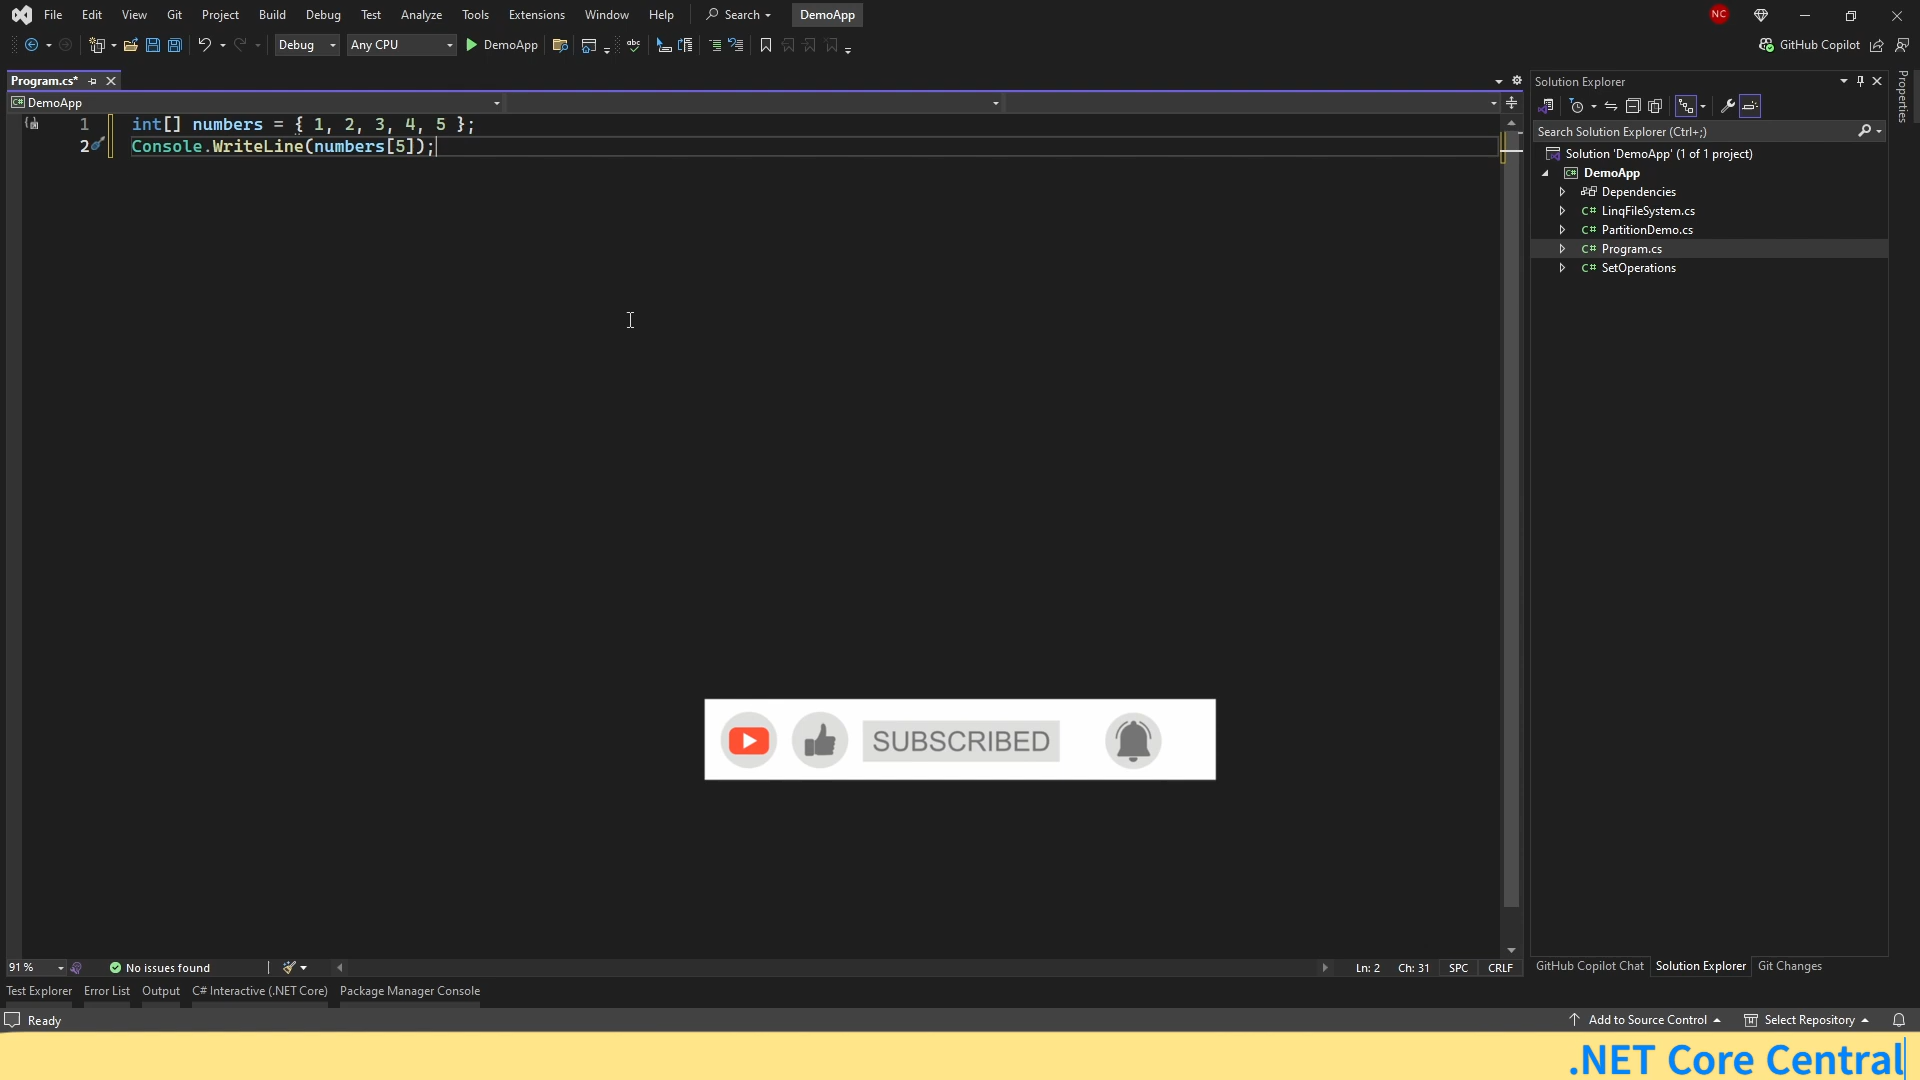 File Edit View Git Project Build Debug Test Analyze Tools Extensions Window Help Search DemoApp NC
Debug Any CPU DemoApp abc GitHub Copilot
Program.cs*
C# DemoApp
1 int[] numbers = { 1, 2, 3, 4, 5 };
2 Console.WriteLine(numbers[5]);
Solution Explorer
Search Solution Explorer (Ctrl+;)
Solution 'DemoApp' (1 of 1 project)
C# DemoApp
Dependencies
C# LinqFileSystem.cs
C# PartitionDemo.cs
C# Program.cs
C# SetOperations
Properties
SUBSCRIBED
91 % No issues found Ln: 2 Ch: 31 SPC CRLF
GitHub Copilot Chat Solution Explorer Git Changes
Test Explorer Error List Output C# Interactive (.NET Core) Package Manager Console
Ready Add to Source Control Select Repository
.NET Core Central